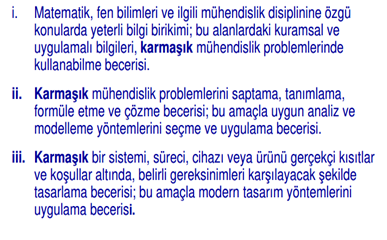 i. Matematik, fen bilimleri ve ilgili mühendislik disiplinine özgü
konularda yeterli bilgi birikimi; bu alanlardaki kuramsal ve
uygulamalı bilgileri, karmaşık mühendislik problemlerinde
kullanabilme becerisi.
ii. Karmaşık mühendislik problemlerini saptama, tanımlama,
formüle etme ve çözme becerisi; bu amaçla uygun analiz ve
modelleme yöntemlerini seçme ve uygulama becerisi.
iii. Karmaşık bir sistemi, süreci, cihazı veya ürünü gerçekçi kısıtlar
ve koşullar altında, belirli gereksinimleri karşılayacak şekilde
tasarlama becerisi; bu amaçla modern tasarım yöntemlerini
uygulama becerisi.